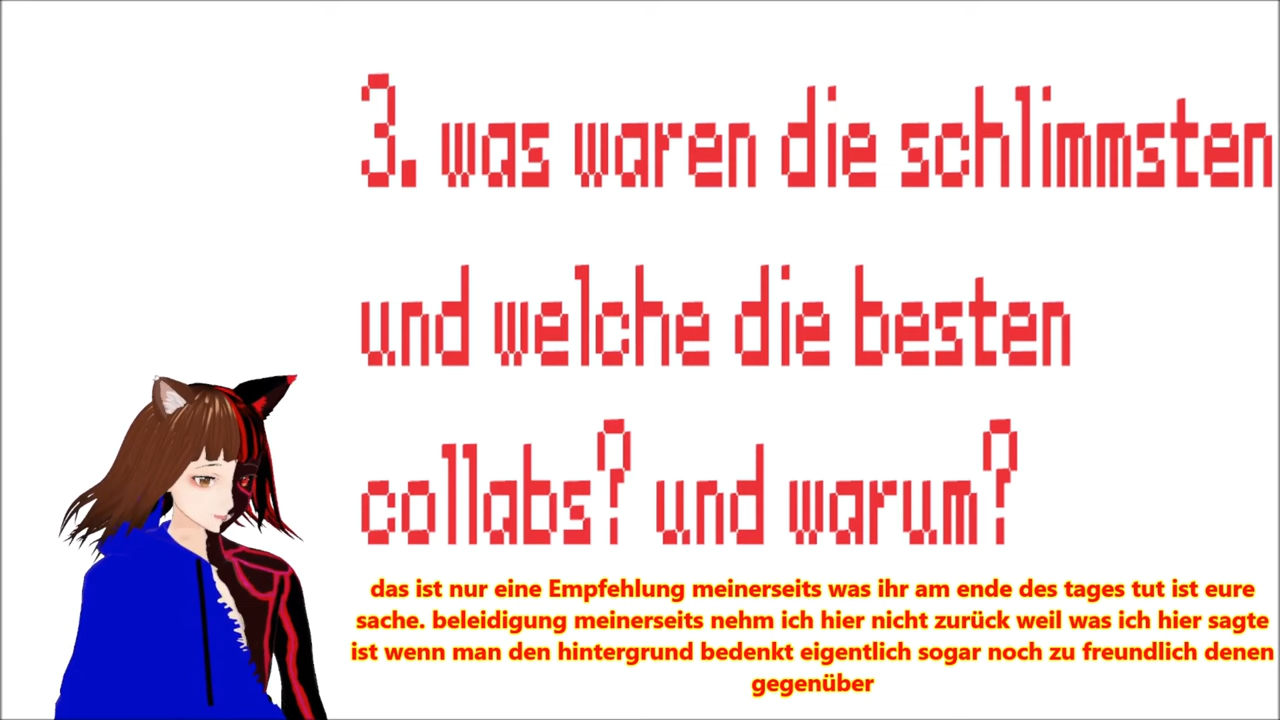 3. was waren die schlimmsten
und welche die besten
collabs? und warum?
das ist nur eine Empfehlung meinerseits was ihr am ende des tages tut ist eure
sache. beleidigung meinerseits nehm ich hier nicht zurück weil was ich hier sagte
ist wenn man den hintergrund bedenkt eigentlich sogar noch zu freundlich denen
gegenüber